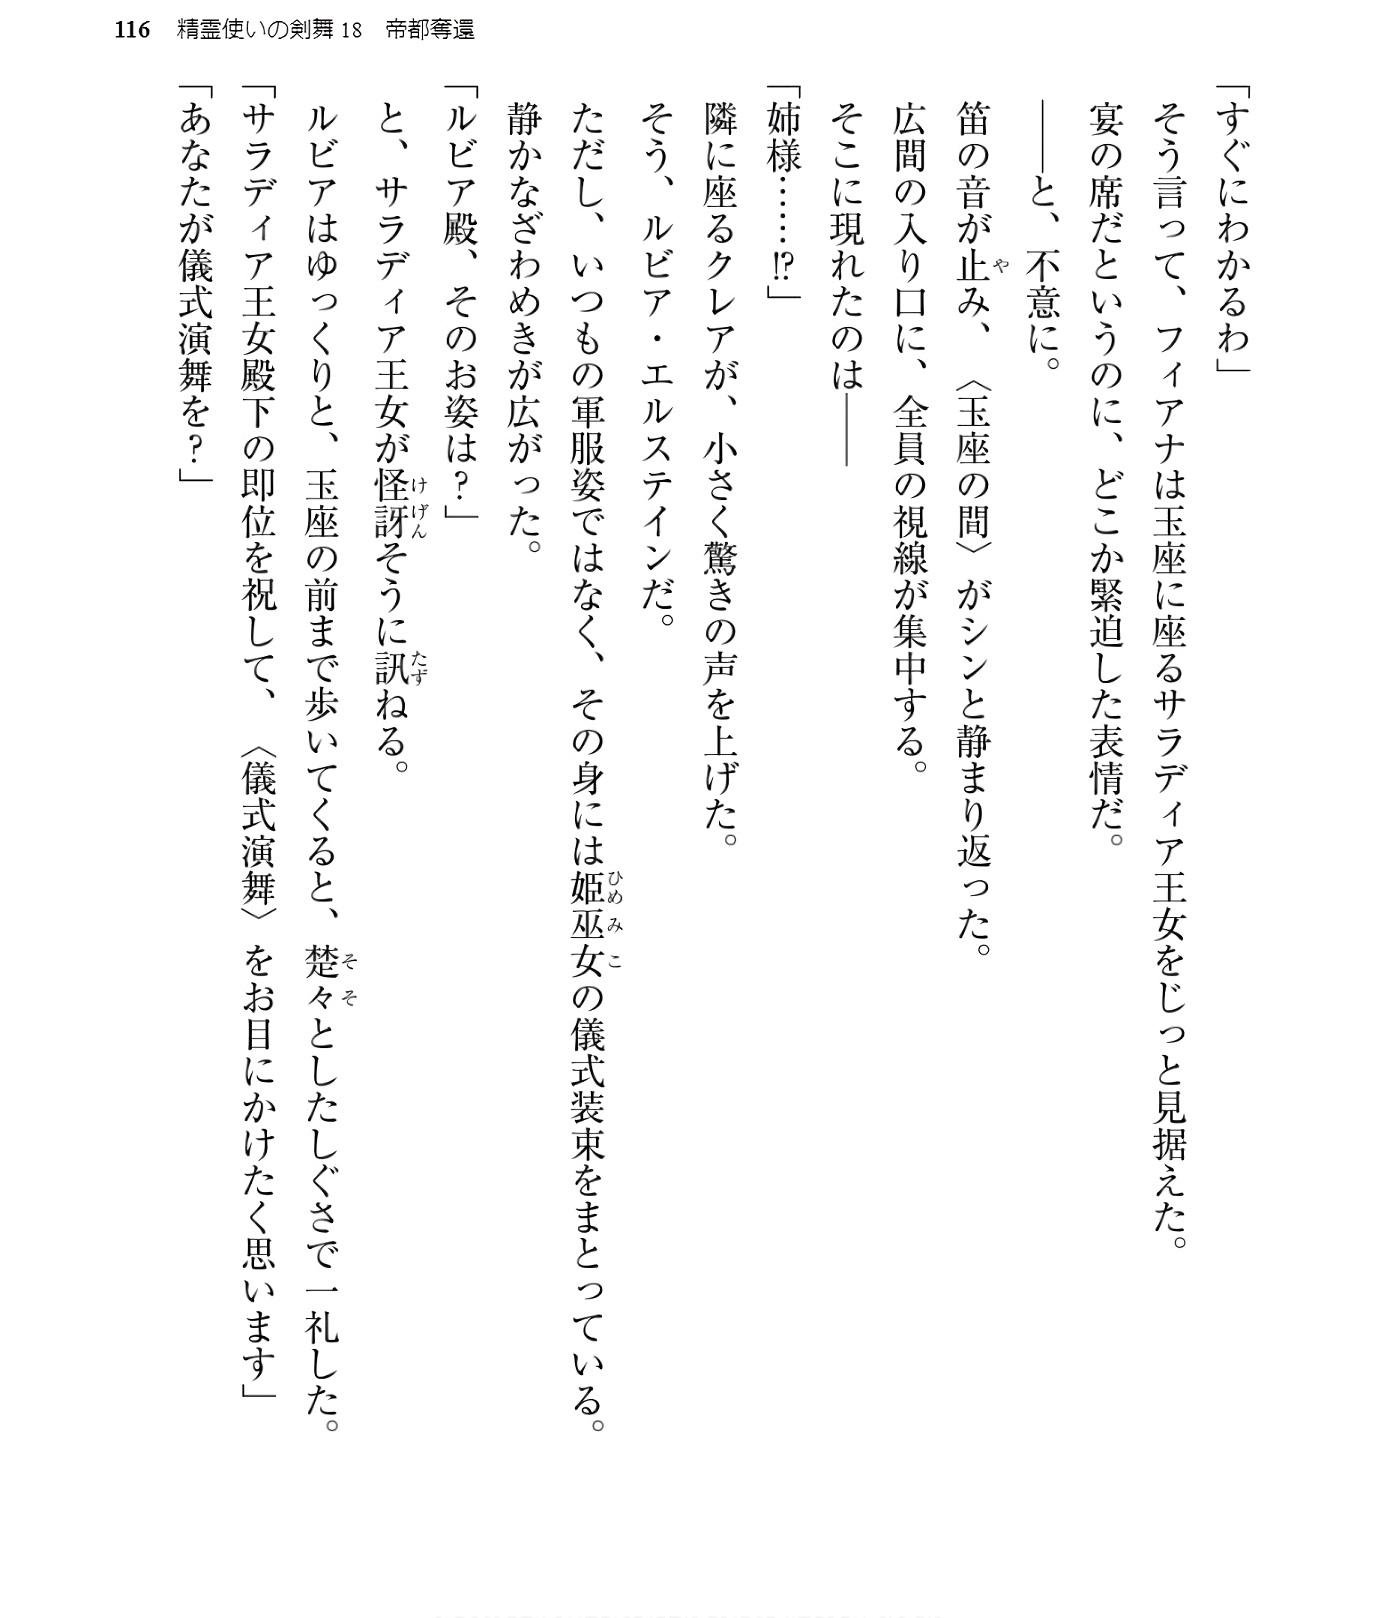 116 精霊使いの剣舞18 帝都奪還
「すぐにわかるわ」
そう言って、フィアナは玉座に座るサラディア王女をじっと見据えた。
宴の席だというのに、どこか緊迫した表情だ。
――と、不意に。
笛の音が止み、〈玉座の間〉がシンと静まり返った。
広間の入り口に、全員の視線が集中する。
そこに現れたのは――
「姉様……!?」
隣に座るクレアが、小さく驚きの声を上げた。
そう、ルビア・エルステインだ。
ただし、いつもの軍服姿ではなく、その身には姫巫女の儀式装束をまとっている。
静かなざわめきが広がった。
「ルビア殿、そのお姿は?」
と、サラディア王女が怪訝そうに訊ねる。
ルビアはゆっくりと、玉座の前まで歩いてくると、楚々としたしぐさで一礼した。
「サラディア王女殿下の即位を祝して、〈儀式演舞〉をお目にかけたく思います」
「あなたが儀式演舞を?」